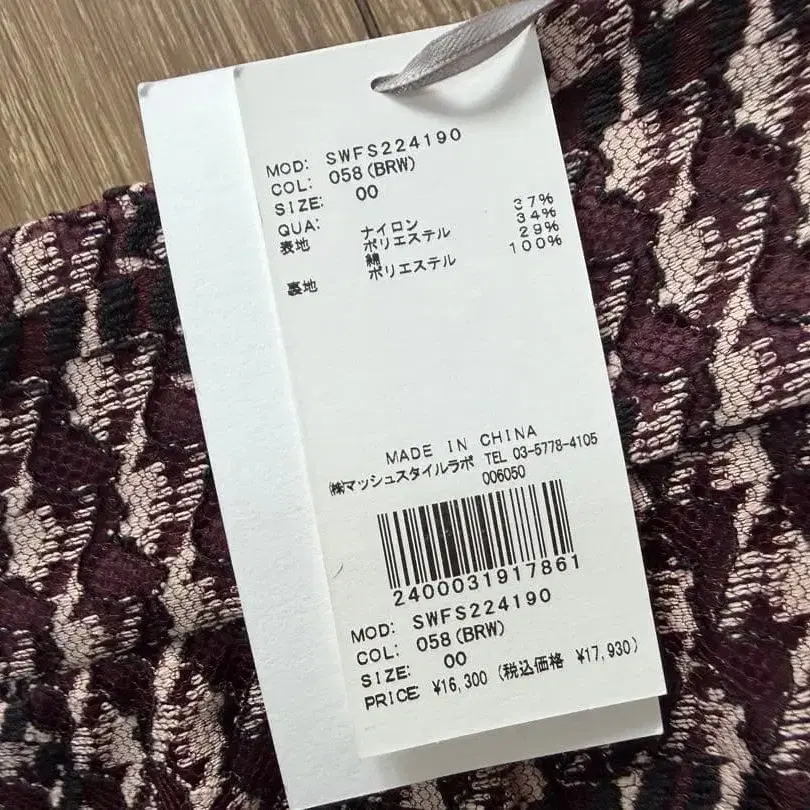 MOD: SWFS224190
COL: 058(BRW)
SIZE: 00
QUA:
表地 ナイロン 37%
ポリエステル 34%
綿 29%
裏地 ポリエステル 100%
MADE IN CHINA
㈱マッシュスタイルラボ TEL 03-5778-4105
006050
2400031917861
MOD: SWFS224190
COL: 058(BRW)
SIZE: 00
PRICE: ¥16,300 (税込価格 ¥17,930)